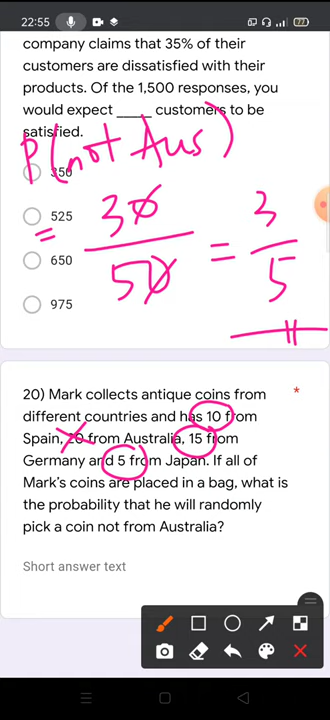 22:55
77
company claims that 35% of their
customers are dissatisfied with their
products. Of the 1,500 responses, you
would expect ____ customers to be
satisfied.
P(not Aus)
350
525
= 30/50 = 3/5
650
975
20) Mark collects antique coins from *
different countries and has 10 from
Spain, 20 from Australia, 15 from
Germany and 5 from Japan. If all of
Mark's coins are placed in a bag, what is
the probability that he will randomly
pick a coin not from Australia?
Short answer text